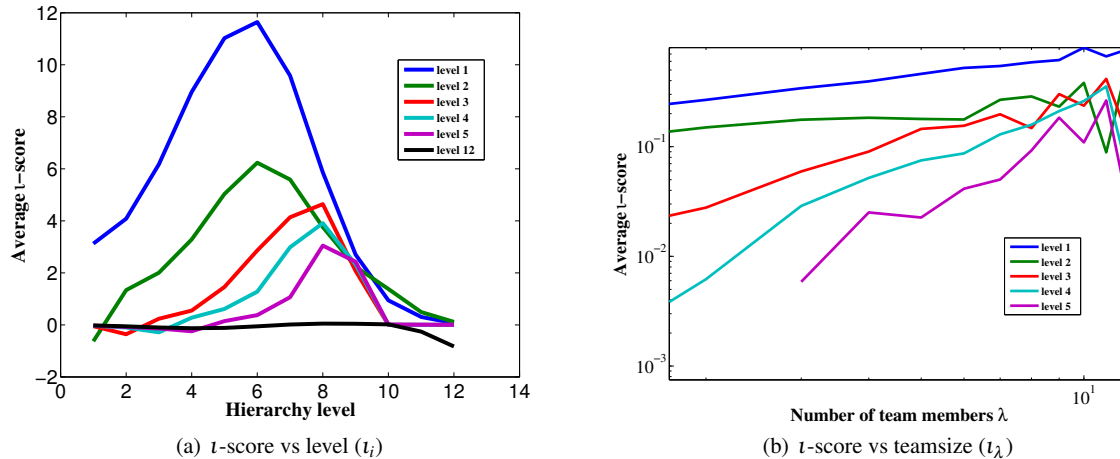 12
10
8
6
4
2
0
−2
0 2 4 6 8 10 12 14
Average ι−score
Hierarchy level
level 1
level 2
level 3
level 4
level 5
level 12
(a) ι-score vs level (ιi)
10−1
10−2
10−3
101
Average ι−score
Number of team members λ
level 1
level 2
level 3
level 4
level 5
(b) ι-score vs teamsize (ιλ)